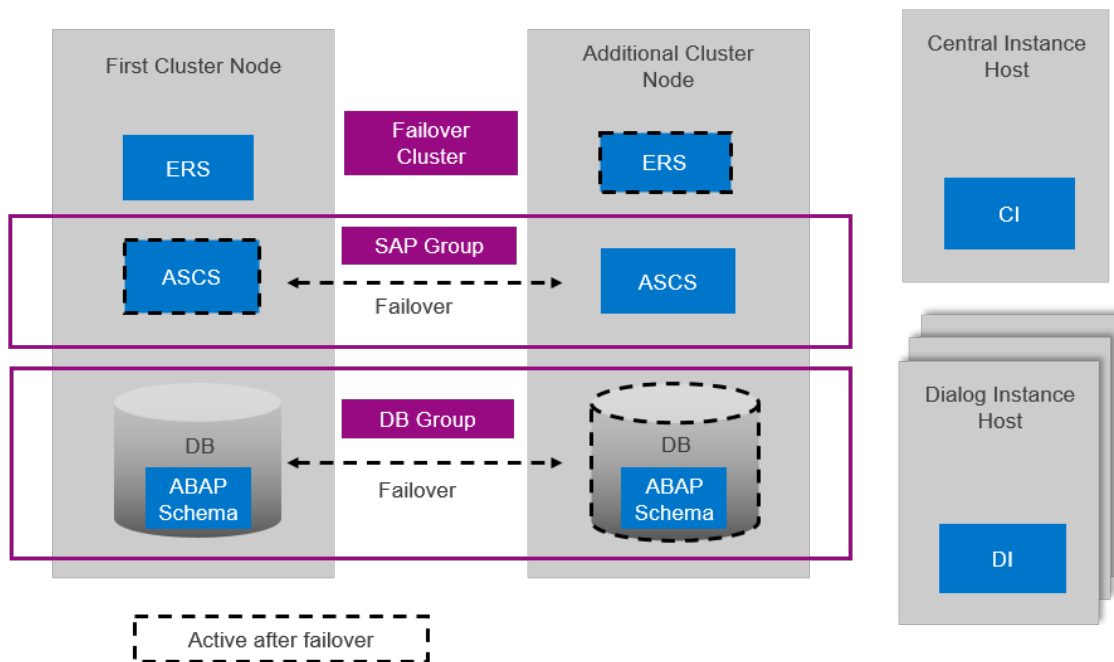 First Cluster Node
ERS
ASCS
DB
ABAP
Schema
Failover
Cluster
SAP Group
Failover
DB Group
Failover
Additional Cluster
Node
ERS
ASCS
DB
ABAP
Schema
Central Instance
Host
CI
Dialog Instance
Host
DI
Active after failover